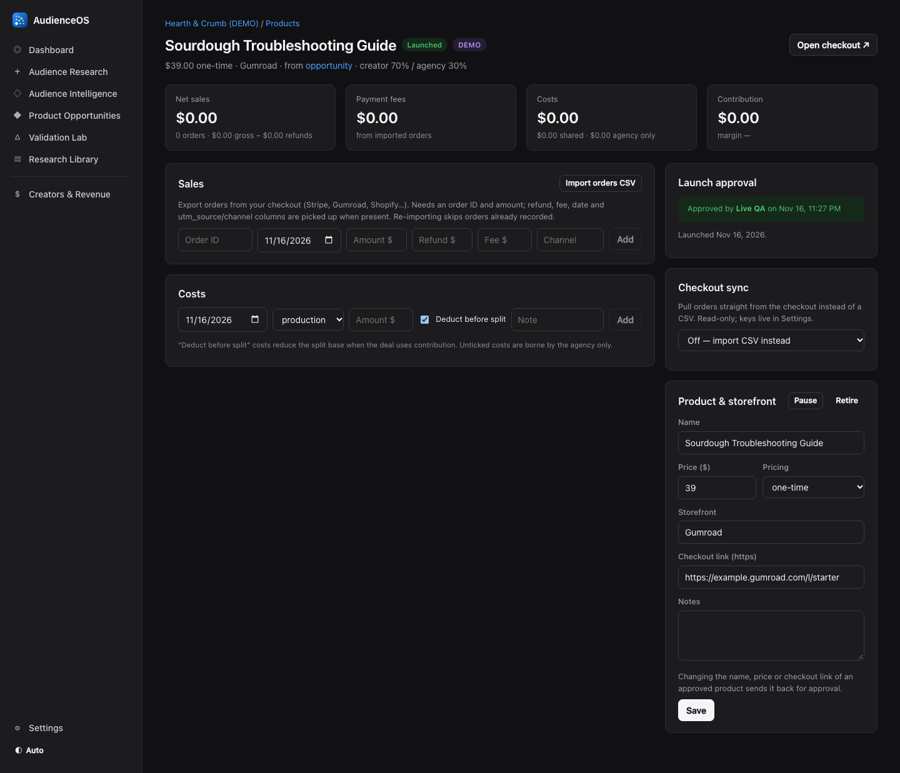 AudienceOS
Dashboard
Audience Research
Audience Intelligence
Product Opportunities
Validation Lab
Research Library
Creators & Revenue
Settings
Auto
Hearth & Crumb (DEMO) / Products
Sourdough Troubleshooting Guide Launched DEMO
Open checkout ↗
$39.00 one-time · Gumroad · from opportunity · creator 70% / agency 30%
Net sales
$0.00
0 orders · $0.00 gross − $0.00 refunds
Payment fees
$0.00
from imported orders
Costs
$0.00
$0.00 shared · $0.00 agency only
Contribution
$0.00
margin —
Sales
Import orders CSV
Export orders from your checkout (Stripe, Gumroad, Shopify...). Needs an order ID and amount; refund, fee, date and
utm_source/channel columns are picked up when present. Re-importing skips orders already recorded.
Order ID 11/16/2026 Amount $ Refund $ Fee $ Channel Add
Costs
11/16/2026 production Amount $ Deduct before split Note Add
"Deduct before split" costs reduce the split base when the deal uses contribution. Unticked costs are borne by the agency only.
Launch approval
Approved by Live QA on Nov 16, 11:27 PM
Launched Nov 16, 2026.
Checkout sync
Pull orders straight from the checkout instead of a
CSV. Read-only; keys live in Settings.
Off — import CSV instead
Product & storefront Pause Retire
Name
Sourdough Troubleshooting Guide
Price ($) Pricing
39 one-time
Storefront
Gumroad
Checkout link (https)
https://example.gumroad.com/l/starter
Notes
Changing the name, price or checkout link of an
approved product sends it back for approval.
Save